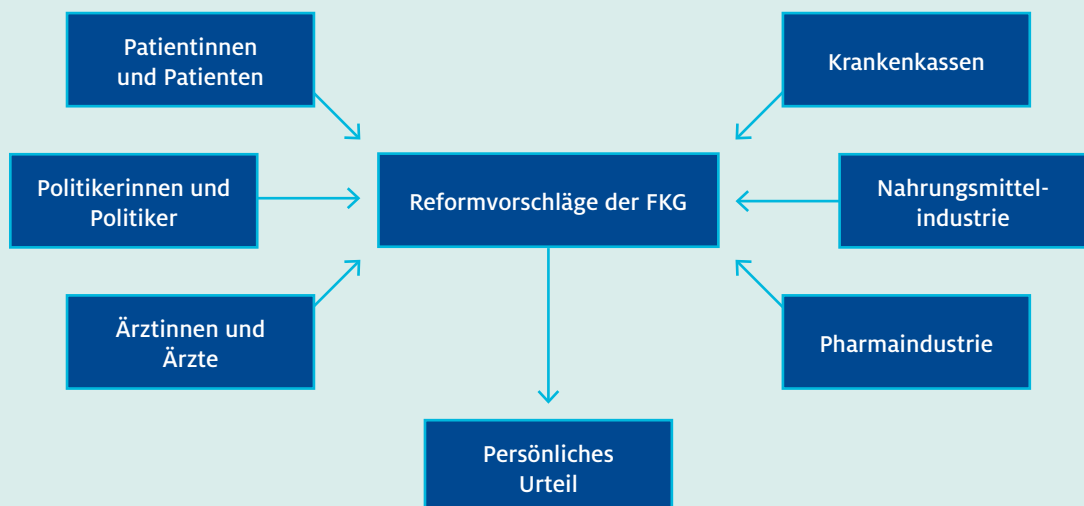 Patientinnen
und Patienten
Krankenkassen
Politikerinnen und
Politiker
Reformvorschläge der FKG
Nahrungsmittel-
industrie
Ärztinnen und
Ärzte
Pharmaindustrie
Persönliches
Urteil